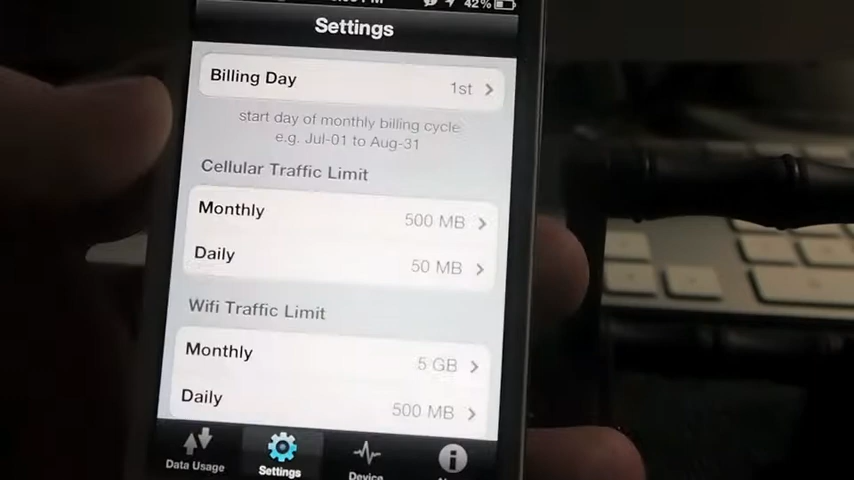 42%
Settings
Billing Day 1st
start day of monthly billing cycle
e.g. Jul-01 to Aug-31
Cellular Traffic Limit
Monthly 500 MB
Daily 50 MB
Wifi Traffic Limit
Monthly 5 GB
Daily 500 MB
Data Usage Settings Device